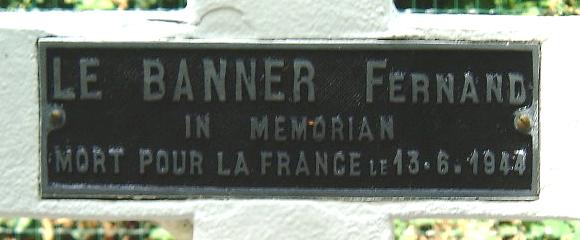 LE BANNER FERNAND
IN MEMORIAN
MORT POUR LA FRANCE LE 13.6.1944